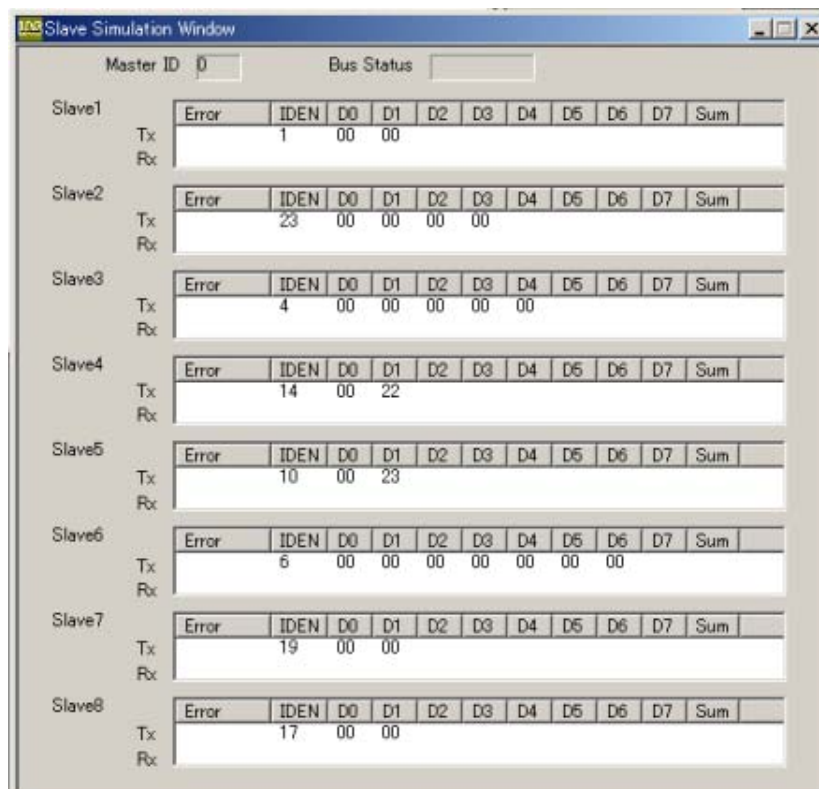 Slave Simulation Window
Master ID 0 Bus Status
Slave1
Error IDEN D0 D1 D2 D3 D4 D5 D6 D7 Sum
Tx 1 00 00
Rx
Slave2
Error IDEN D0 D1 D2 D3 D4 D5 D6 D7 Sum
Tx 23 00 00 00 00
Rx
Slave3
Error IDEN D0 D1 D2 D3 D4 D5 D6 D7 Sum
Tx 4 00 00 00 00 00
Rx
Slave4
Error IDEN D0 D1 D2 D3 D4 D5 D6 D7 Sum
Tx 14 00 22
Rx
Slave5
Error IDEN D0 D1 D2 D3 D4 D5 D6 D7 Sum
Tx 10 00 23
Rx
Slave6
Error IDEN D0 D1 D2 D3 D4 D5 D6 D7 Sum
Tx 6 00 00 00 00 00 00 00
Rx
Slave7
Error IDEN D0 D1 D2 D3 D4 D5 D6 D7 Sum
Tx 19 00 00
Rx
Slave8
Error IDEN D0 D1 D2 D3 D4 D5 D6 D7 Sum
Tx 17 00 00
Rx